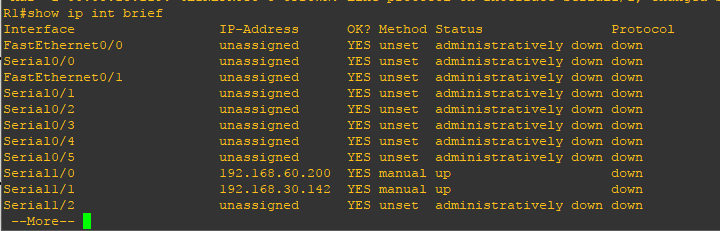 R1#show ip int brief
Interface IP-Address OK? Method Status Protocol
FastEthernet0/0 unassigned YES unset administratively down down
Serial0/0 unassigned YES unset administratively down down
FastEthernet0/1 unassigned YES unset administratively down down
Serial0/1 unassigned YES unset administratively down down
Serial0/2 unassigned YES unset administratively down down
Serial0/3 unassigned YES unset administratively down down
Serial0/4 unassigned YES unset administratively down down
Serial0/5 unassigned YES unset administratively down down
Serial1/0 192.168.60.200 YES manual up down
Serial1/1 192.168.30.142 YES manual up down
Serial1/2 unassigned YES unset administratively down down
--More--